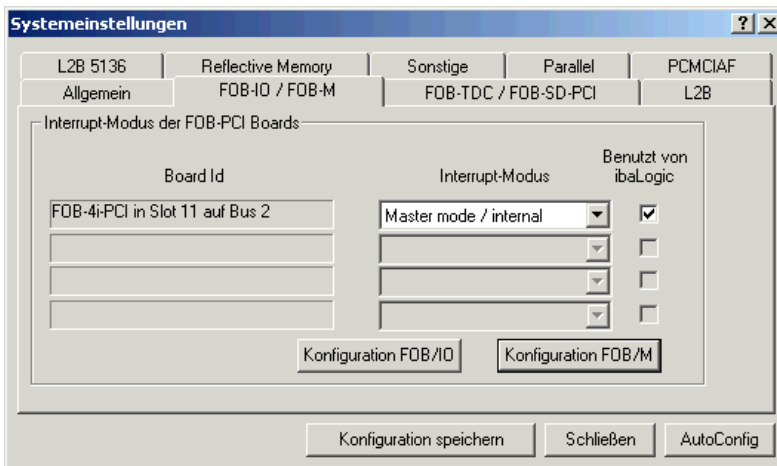 Systemeinstellungen
L2B 5136 Reflective Memory Sonstige Parallel PCMCIAF
Allgemein FOB-IO / FOB-M FOB-TDC / FOB-SD-PCI L2B
Interrupt-Modus der FOB-PCI Boards
Board Id Interrupt-Modus Benutzt von
ibaLogic
FOB-4i-PCI in Slot 11 auf Bus 2 Master mode / internal
Konfiguration FOB/IO Konfiguration FOB/M
Konfiguration speichern Schließen AutoConfig